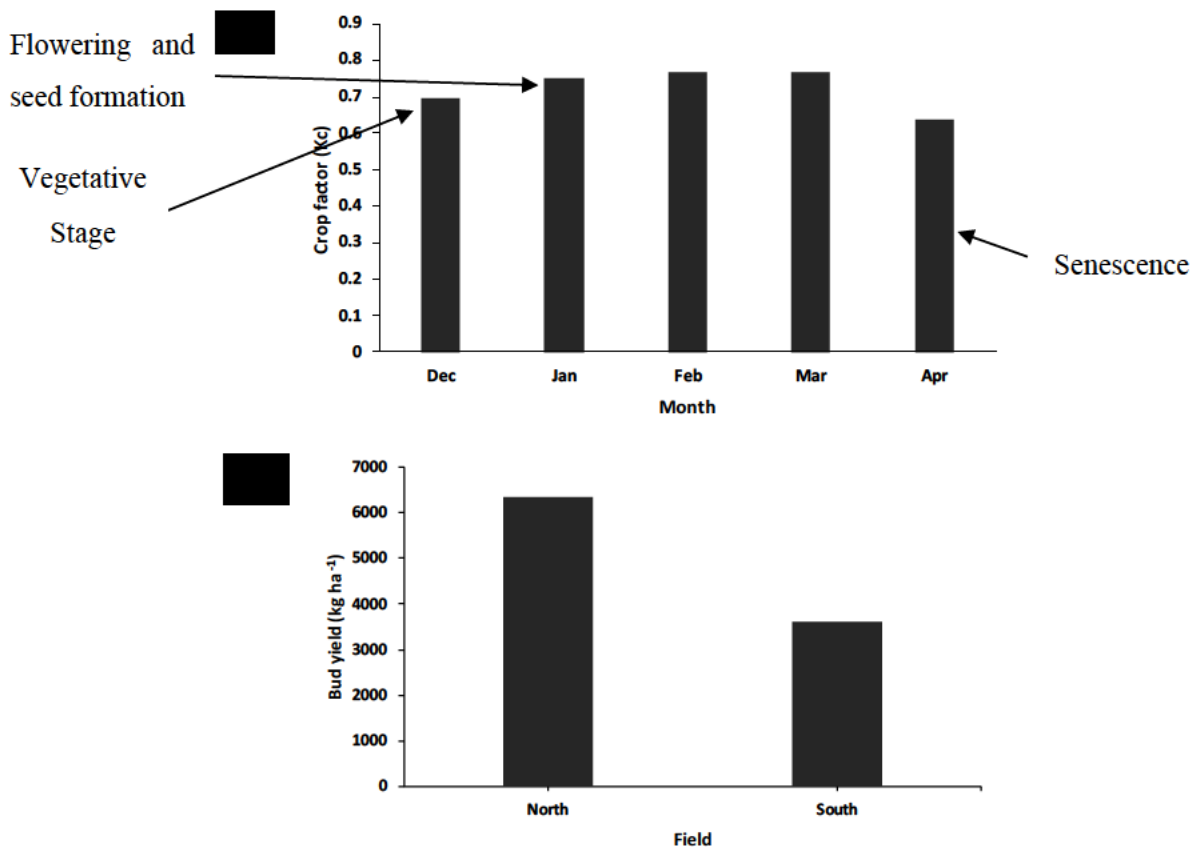 Flowering and
seed formation
Vegetative
Stage
Senescence
Crop factor (Kc)
0.9
0.8
0.7
0.6
0.5
0.4
0.3
0.2
0.1
0
Dec Jan Feb Mar Apr
Month
Bud yield (kg ha⁻¹)
7000
6000
5000
4000
3000
2000
1000
0
North South
Field